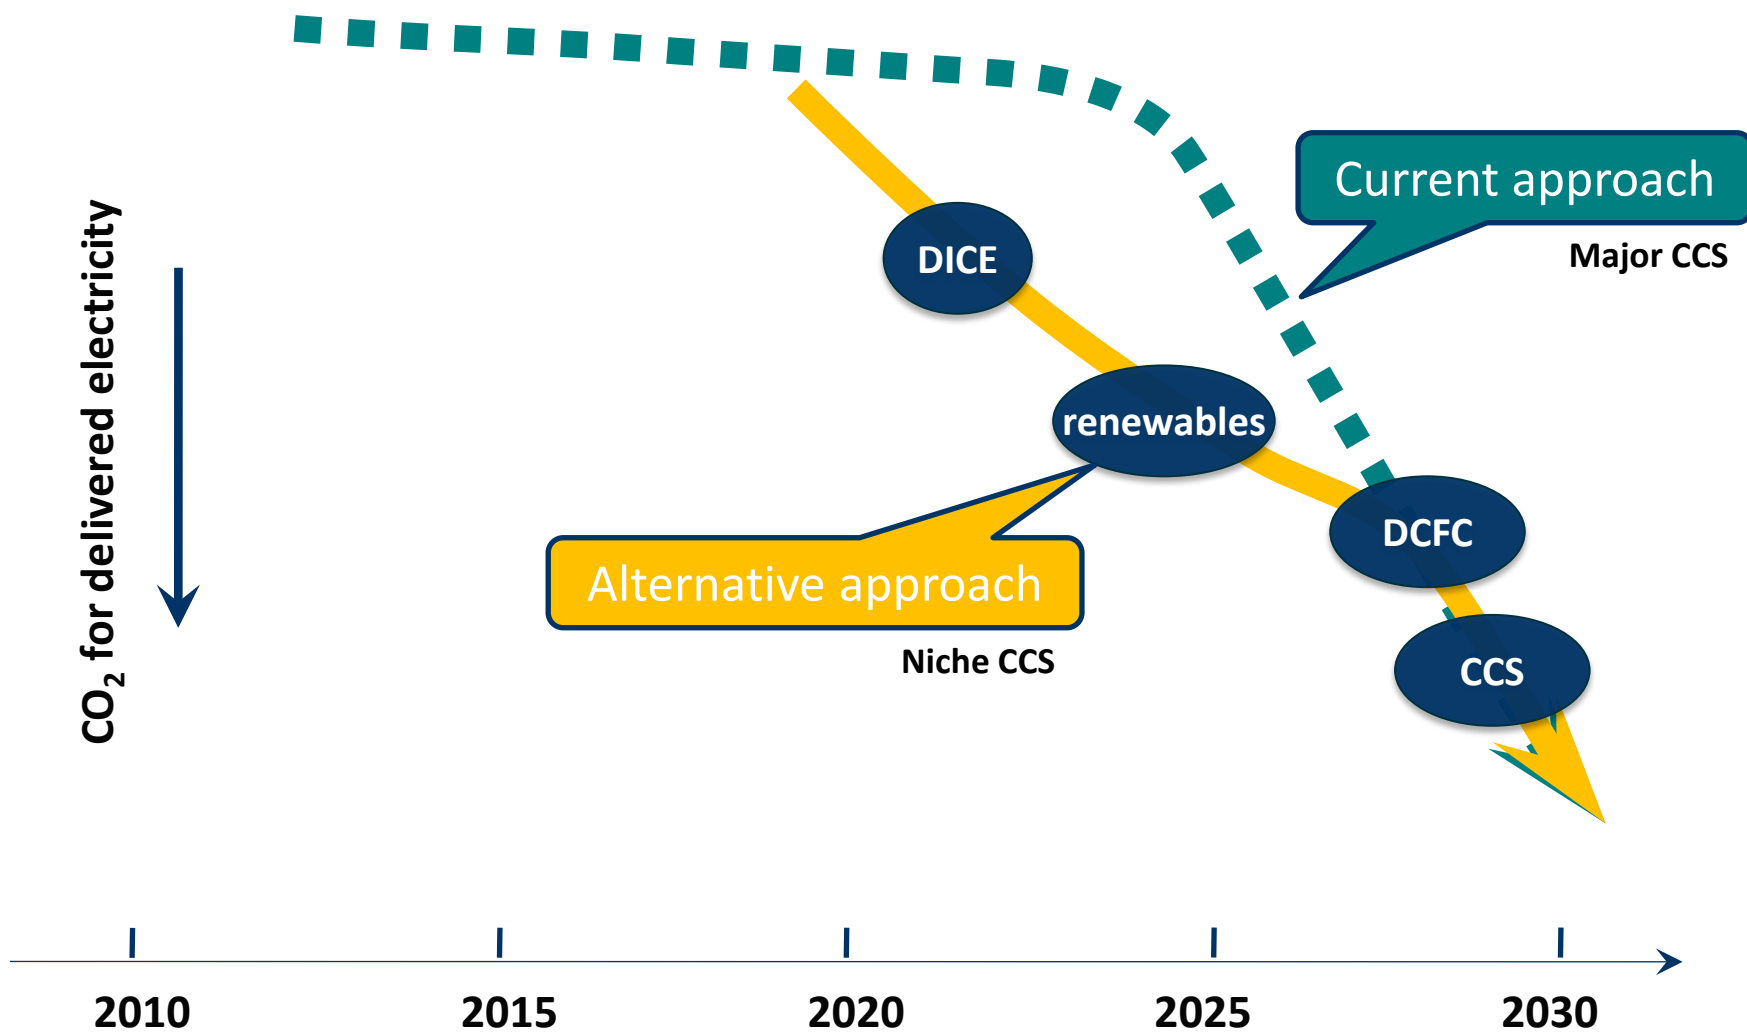 CO₂ for delivered electricity
Current approach
Major CCS
DICE
renewables
DCFC
Alternative approach
Niche CCS
CCS
2010
2015
2020
2025
2030